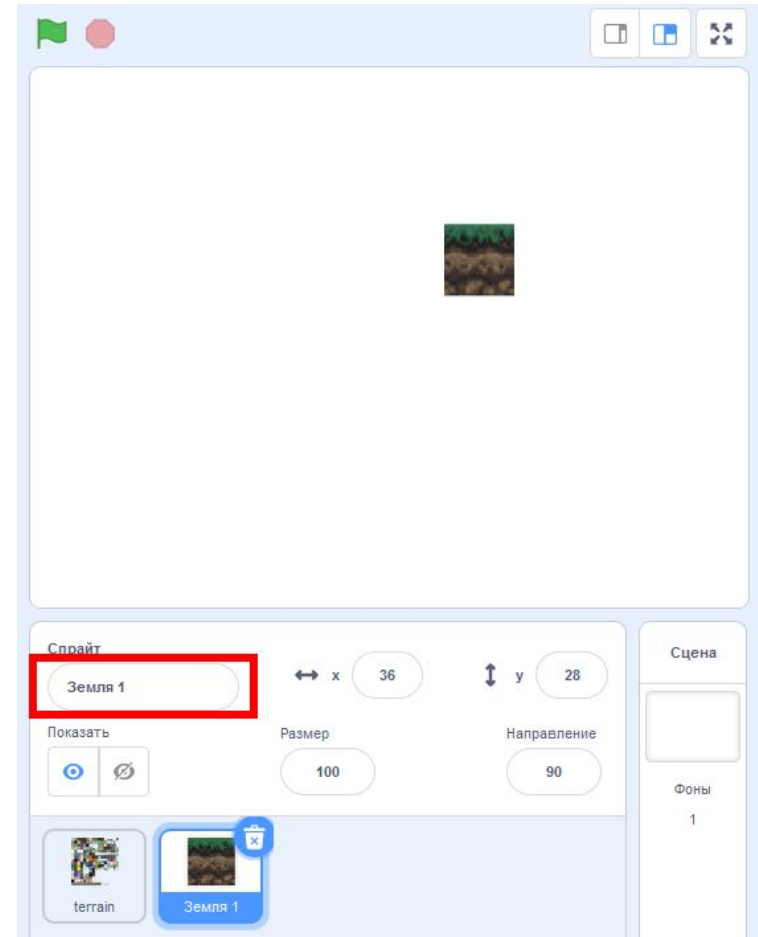 Спрайт
Земля 1
x 36
y 28
Показать
Размер
100
Направление
90
terrain
Земля 1
Сцена
Фоны
1